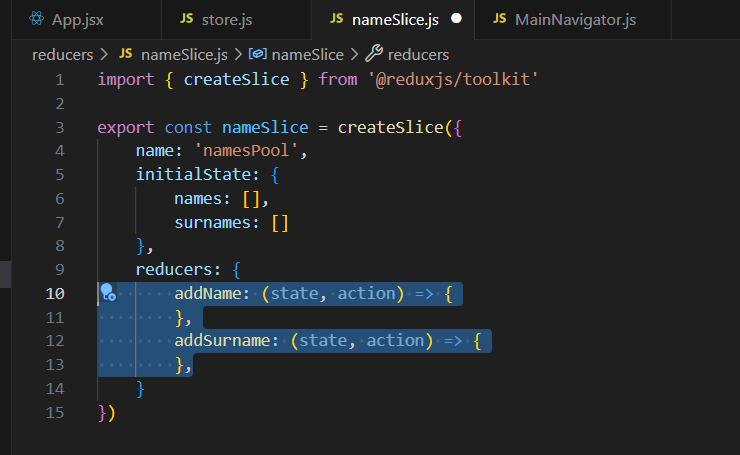 App.jsx
JS store.js
JS nameSlice.js
JS MainNavigator.js
reducers > JS nameSlice.js > nameSlice > reducers
1 import { createSlice } from '@reduxjs/toolkit'
2
3 export const nameSlice = createSlice({
4 name: 'namesPool',
5 initialState: {
6 names: [],
7 surnames: []
8 },
9 reducers: {
10 addName: (state, action) => {
11 },
12 addSurname: (state, action) => {
13 },
14 }
15 })